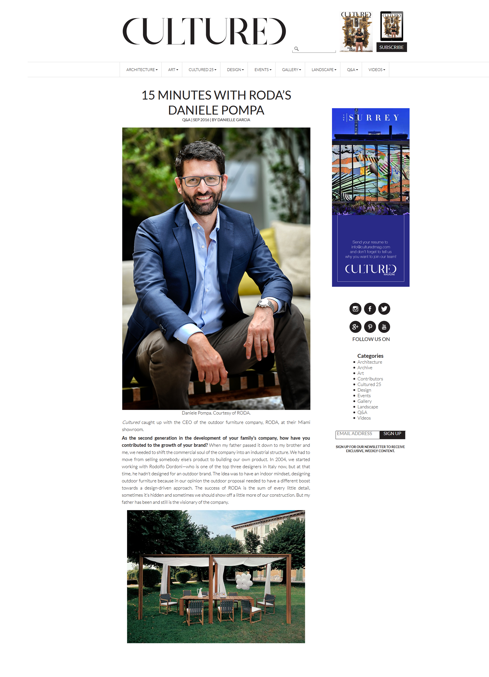 CULTURED
SUBSCRIBE
ARCHITECTURE
ART
CULTURED 25
DESIGN
EVENTS
GALLERY
LANDSCAPE
Q&A
VIDEOS
15 MINUTES WITH RODA'S
DANIELE POMPA
Q&A | SEP 2016 | BY DANIELLE GARCIA
Daniele Pompa. Courtesy of RODA.
Cultured caught up with the CEO of the outdoor furniture company, RODA, at their Miami
showroom.
As the second generation in the development of your family's company, how have you
contributed to the growth of your brand? When my father passed it down to my brother and
me, we needed to shift the commercial soul of the company into an industrial structure. We had to
move from selling somebody else's product to building our own product. In 2004, we started
working with Rodolfo Dordoni—who is one of the top three designers in Italy now, but at that
time, he hadn't designed for an outdoor brand. The idea was to have an indoor mindset, designing
outdoor furniture because in our opinion the outdoor proposal needed to have a different boost
towards a design-driven approach. The success of RODA is the sum of every little detail,
sometimes it's hidden and sometimes we should show off a little more of our construction. But my
father has been and still is the visionary of the company.
SURREY
Send your resume to
info@culturedmag.com
and don't forget to tell us
why you want to join our team!
CULTURED
FOLLOW US ON
Categories
Architecture
Archive
Art
Contributors
Cultured 25
Design
Events
Gallery
Landscape
Q&A
Videos
EMAIL ADDRESS
SIGN UP
SIGN UP FOR OUR NEWSLETTER TO RECEIVE
EXCLUSIVE, WEEKLY CONTENT.